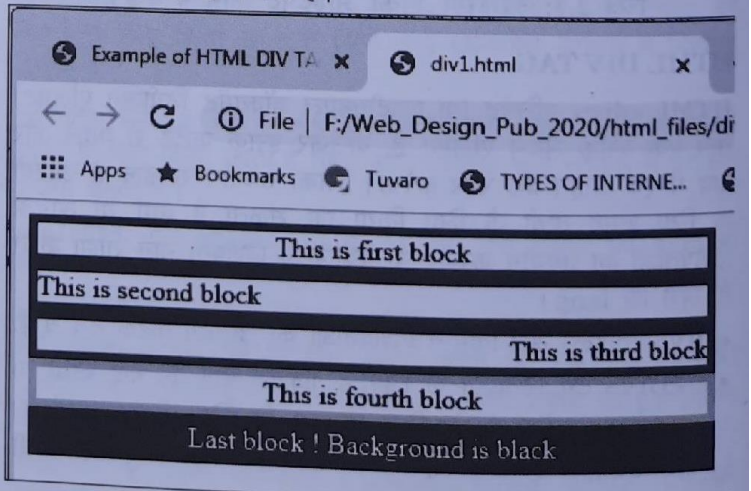 Example of HTML DIV TA
div1.html
File | F:/Web_Design_Pub_2020/html_files/di
Apps Bookmarks Tuvaro TYPES OF INTERNE...
This is first block
This is second block
This is third block
This is fourth block
Last block ! Background is black